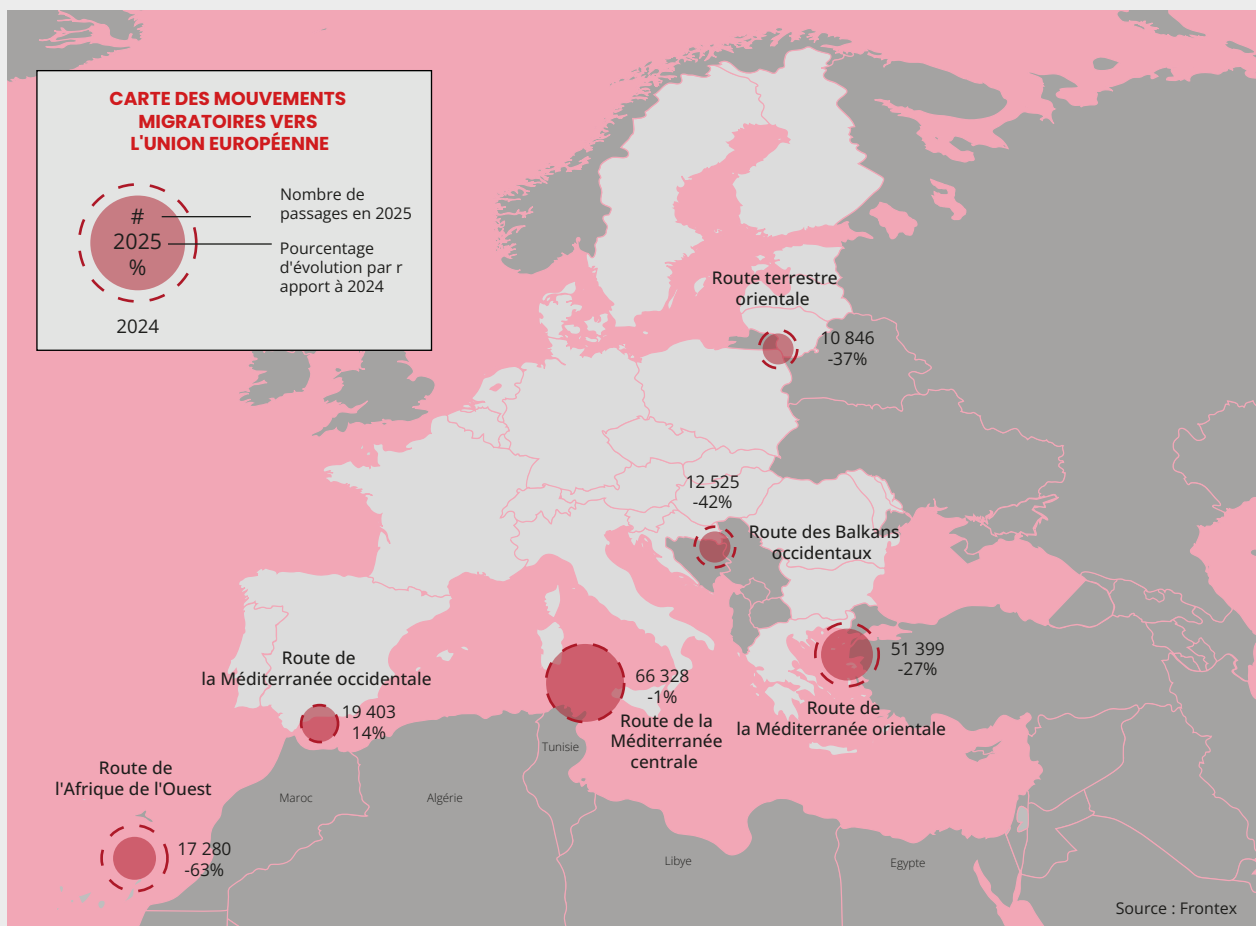 CARTE DES MOUVEMENTS
MIGRATOIRES VERS
L'UNION EUROPÉENNE
#
2025
%
Nombre de
passages en 2025
Pourcentage
d'évolution par r
apport à 2024
2024
Route terrestre
orientale
10 846
-37%
12 525
-42%
Route des Balkans
occidentaux
51 399
-27%
Route de
la Méditerranée orientale
66 328
-1%
Route de la
Méditerranée
centrale
Route de
la Méditerranée occidentale
19 403
14%
Route de
l'Afrique de l'Ouest
17 280
-63%
Maroc
Algérie
Tunisie
Libye
Egypte
Source : Frontex